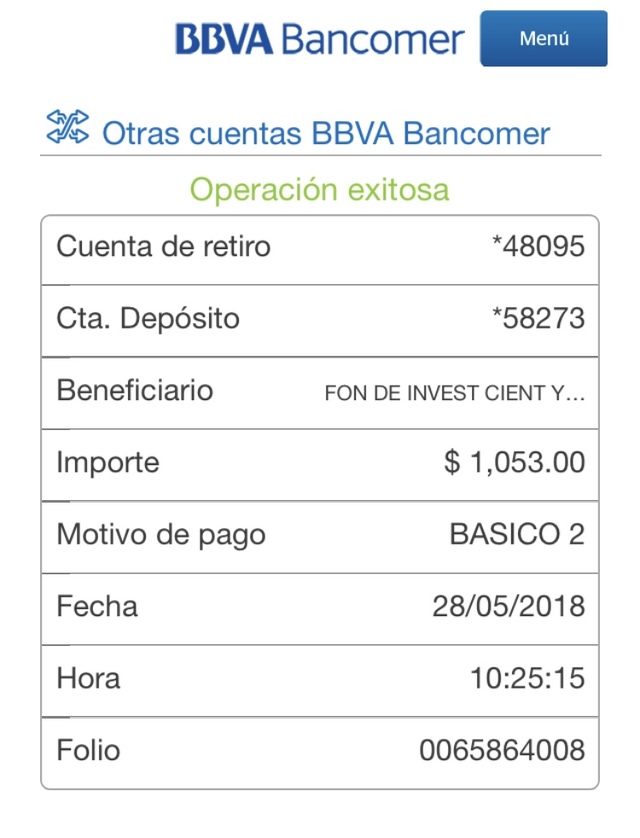 BBVA Bancomer Menú
Otras cuentas BBVA Bancomer
Operación exitosa
Cuenta de retiro *48095
Cta. Depósito *58273
Beneficiario FON DE INVEST CIENT Y...
Importe $ 1,053.00
Motivo de pago BASICO 2
Fecha 28/05/2018
Hora 10:25:15
Folio 0065864008